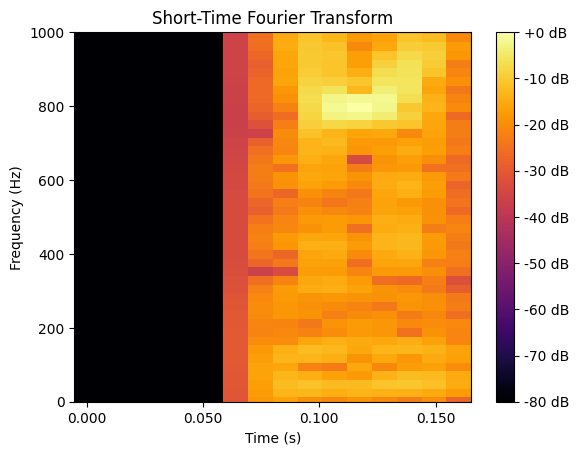 Short-Time Fourier Transform
Frequency (Hz)
1000
800
600
400
200
0
0.000
0.050
0.100
0.150
Time (s)
+0 dB
-10 dB
-20 dB
-30 dB
-40 dB
-50 dB
-60 dB
-70 dB
-80 dB